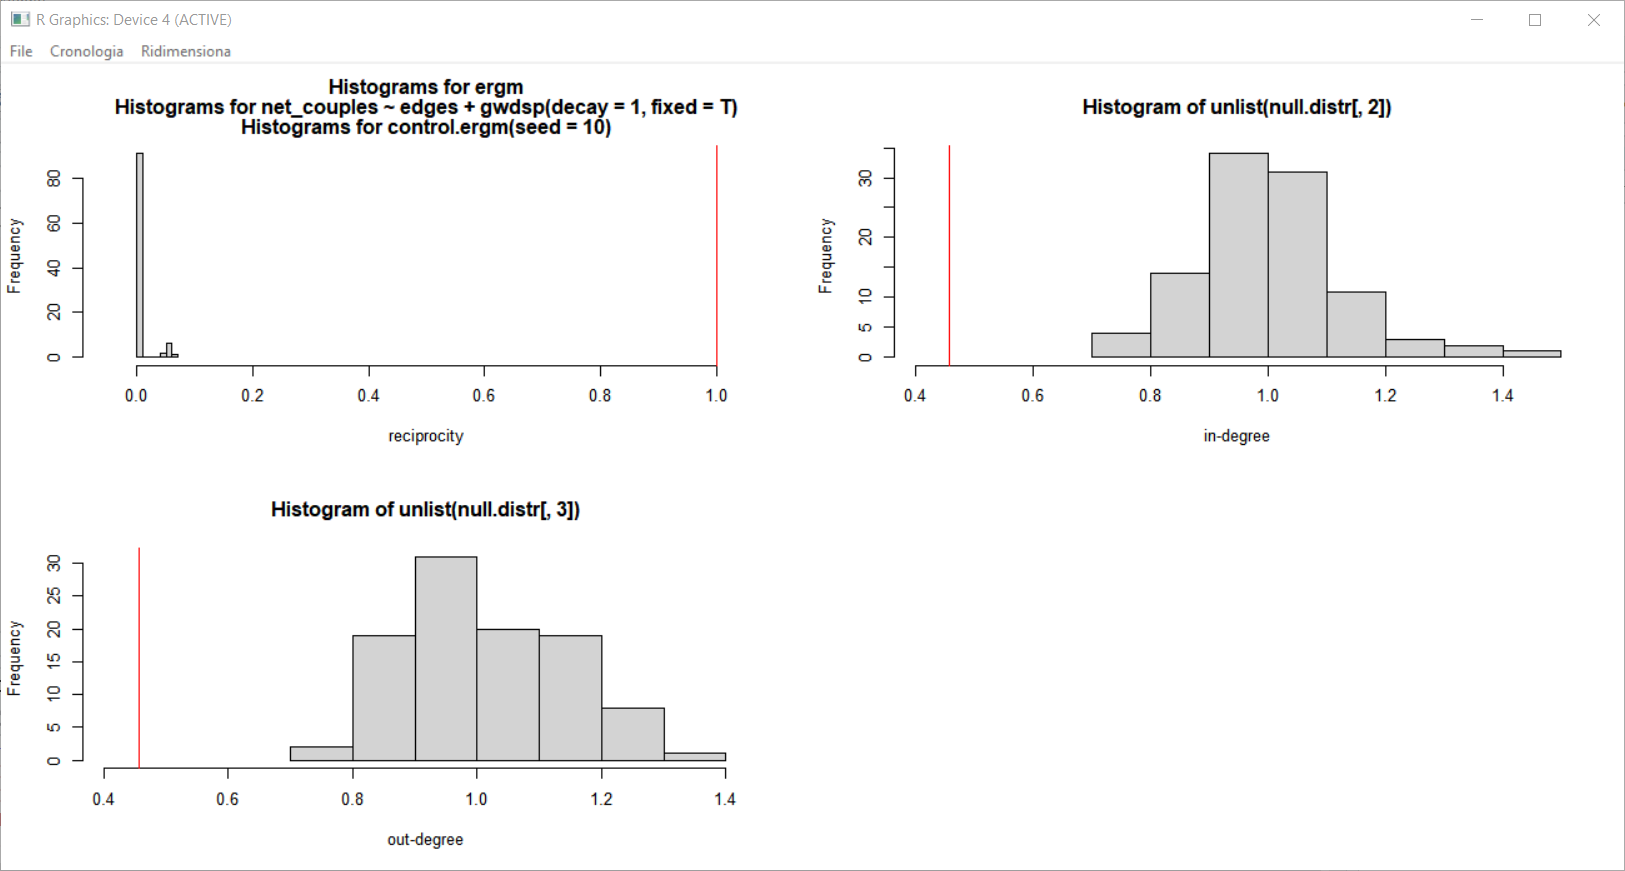 R Graphics: Device 4 (ACTIVE)
File Cronologia Ridimensiona
Histograms for ergm
Histograms for net_couples ~ edges + gwdsp(decay = 1, fixed = T)
Histograms for control.ergm(seed = 10)
Frequency
0 20 40 60 80
0.0 0.2 0.4 0.6 0.8 1.0
reciprocity
Histogram of unlist(null.distr[, 2])
Frequency
0 5 10 20 30
0.4 0.6 0.8 1.0 1.2 1.4
in-degree
Histogram of unlist(null.distr[, 3])
Frequency
0 5 10 15 20 25 30
0.4 0.6 0.8 1.0 1.2 1.4
out-degree